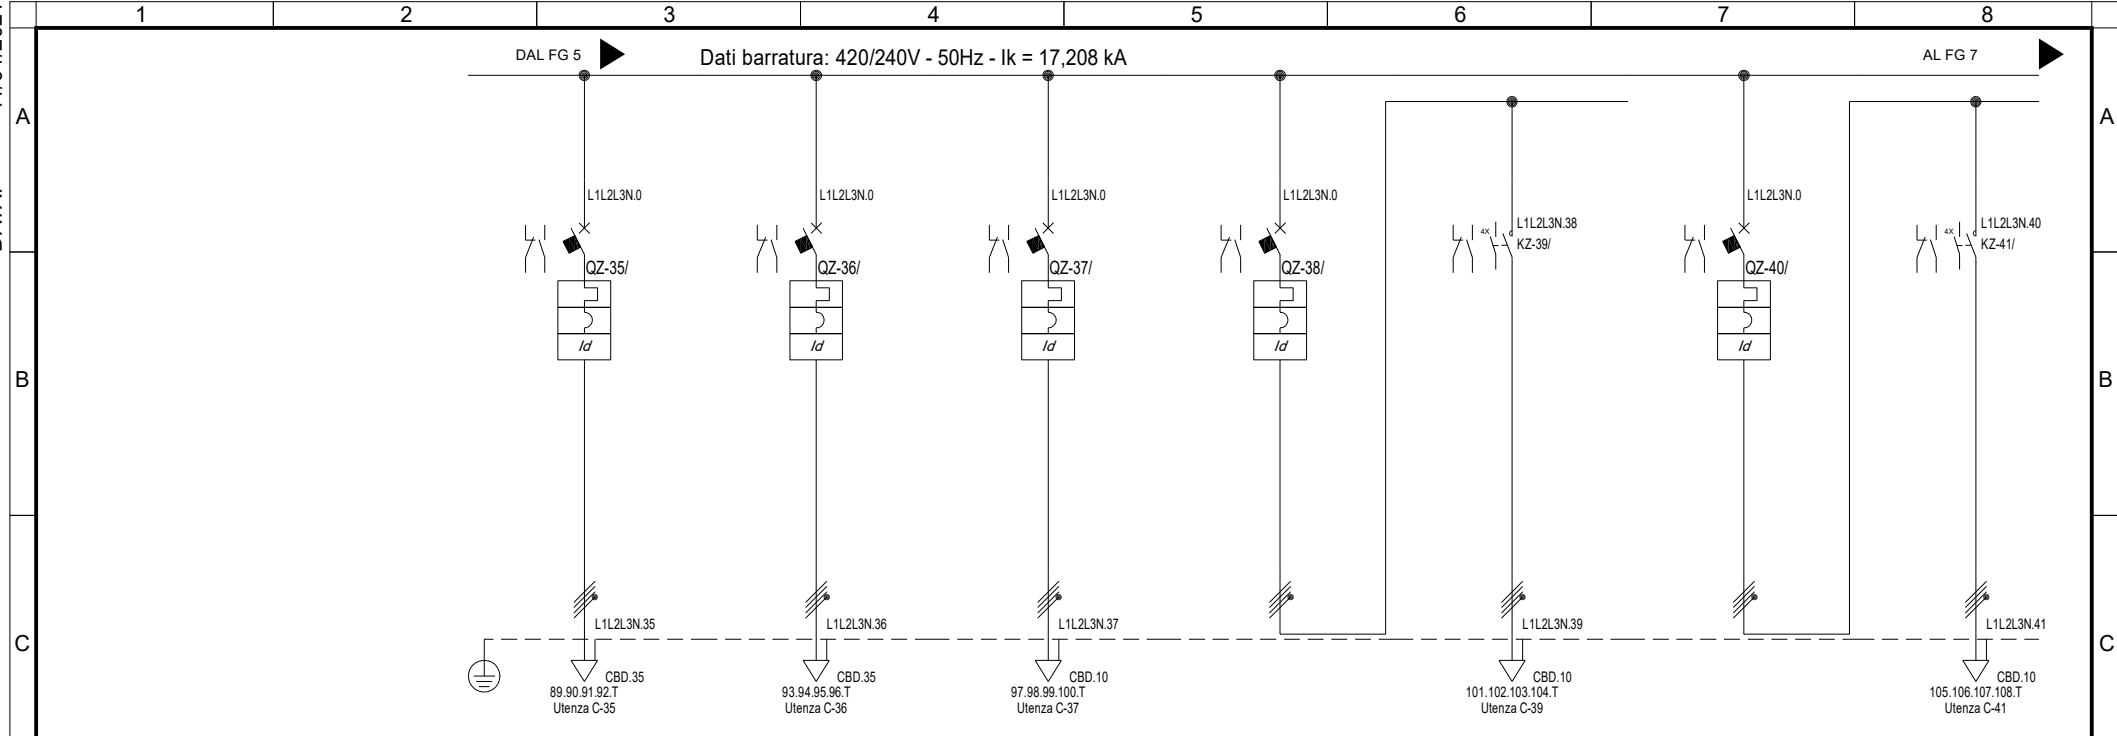 1 2 3 4 5 6 7 8
DAL FG 5
Dati barratura: 420/240V - 50Hz - Ik = 17,208 kA
AL FG 7
A A
L1L2L3N.0 L1L2L3N.0 L1L2L3N.0 L1L2L3N.0 L1L2L3N.0
4X L1L2L3N.38 4X L1L2L3N.40
KZ-39/ KZ-41/
QZ-35/ QZ-36/ QZ-37/ QZ-38/ QZ-40/
Id Id Id Id Id
B B
L1L2L3N.35 L1L2L3N.36 L1L2L3N.37 L1L2L3N.39 L1L2L3N.41
C C
CBD.35 CBD.35 CBD.10 CBD.10 CBD.10
89.90.91.92.T 93.94.95.96.T 97.98.99.100.T 101.102.103.104.T 105.106.107.108.T
Utenza C-35 Utenza C-36 Utenza C-37 Utenza C-39 Utenza C-41